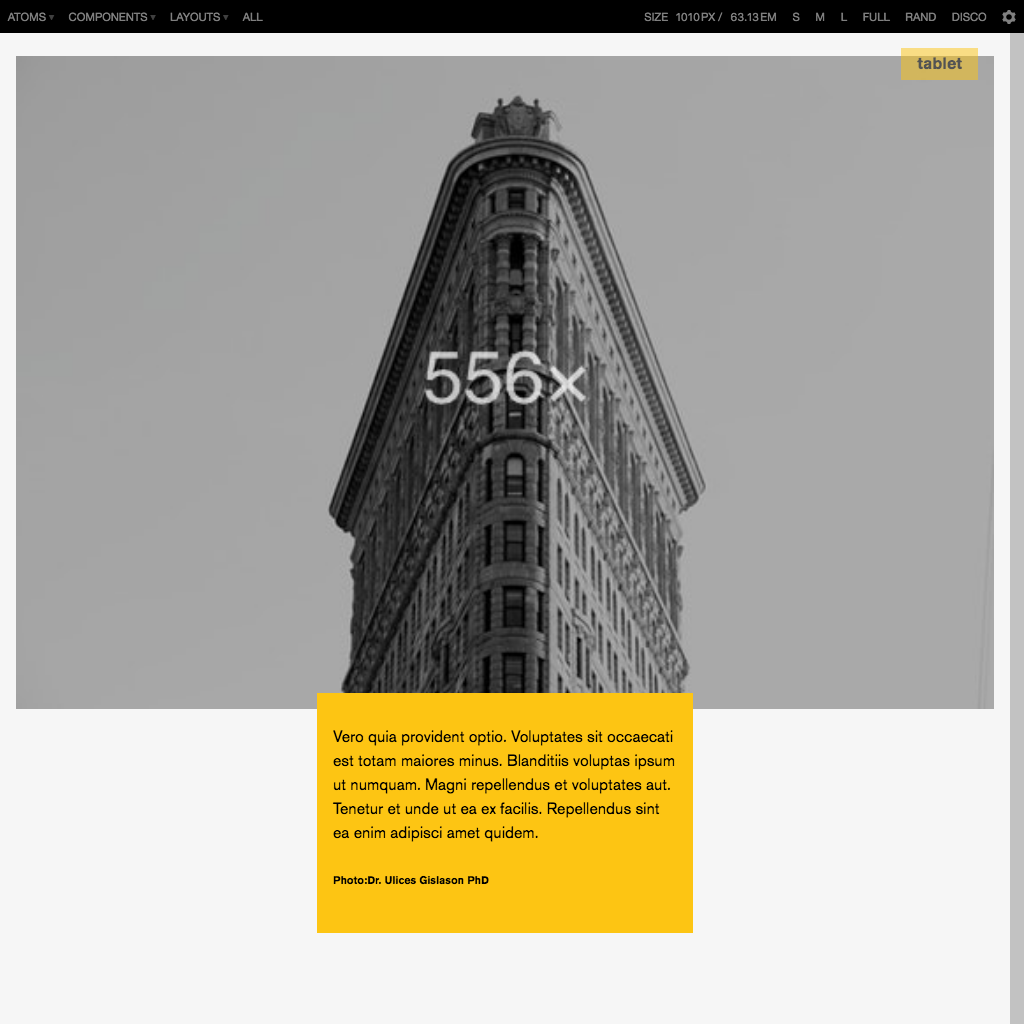 ATOMS▾ COMPONENTS▾ LAYOUTS▾ ALL SIZE 1010PX / 63.13EM S M L FULL RAND DISCO
tablet
556×
Vero quia provident optio. Voluptates sit occaecati
est totam maiores minus. Blanditiis voluptas ipsum
ut numquam. Magni repellendus et voluptates aut.
Tenetur et unde ut ea ex facilis. Repellendus sint
ea enim adipisci amet quidem.
Photo:Dr. Ulices Gislason PhD